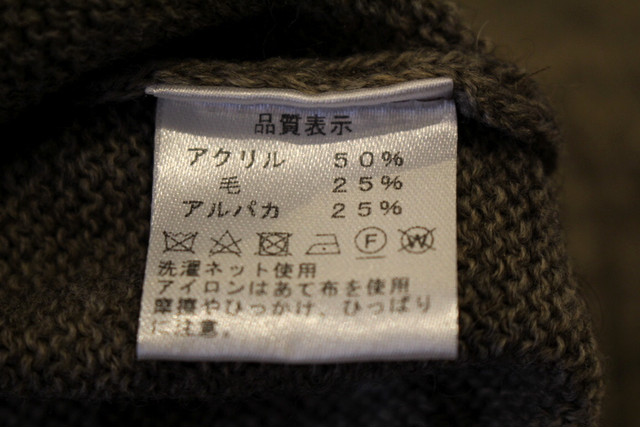 品質表示
アクリル 50%
毛 25%
アルパカ 25%
F W
洗濯ネット使用
アイロンはあて布を使用
摩擦やひっかけ、ひっぱり
に注意。